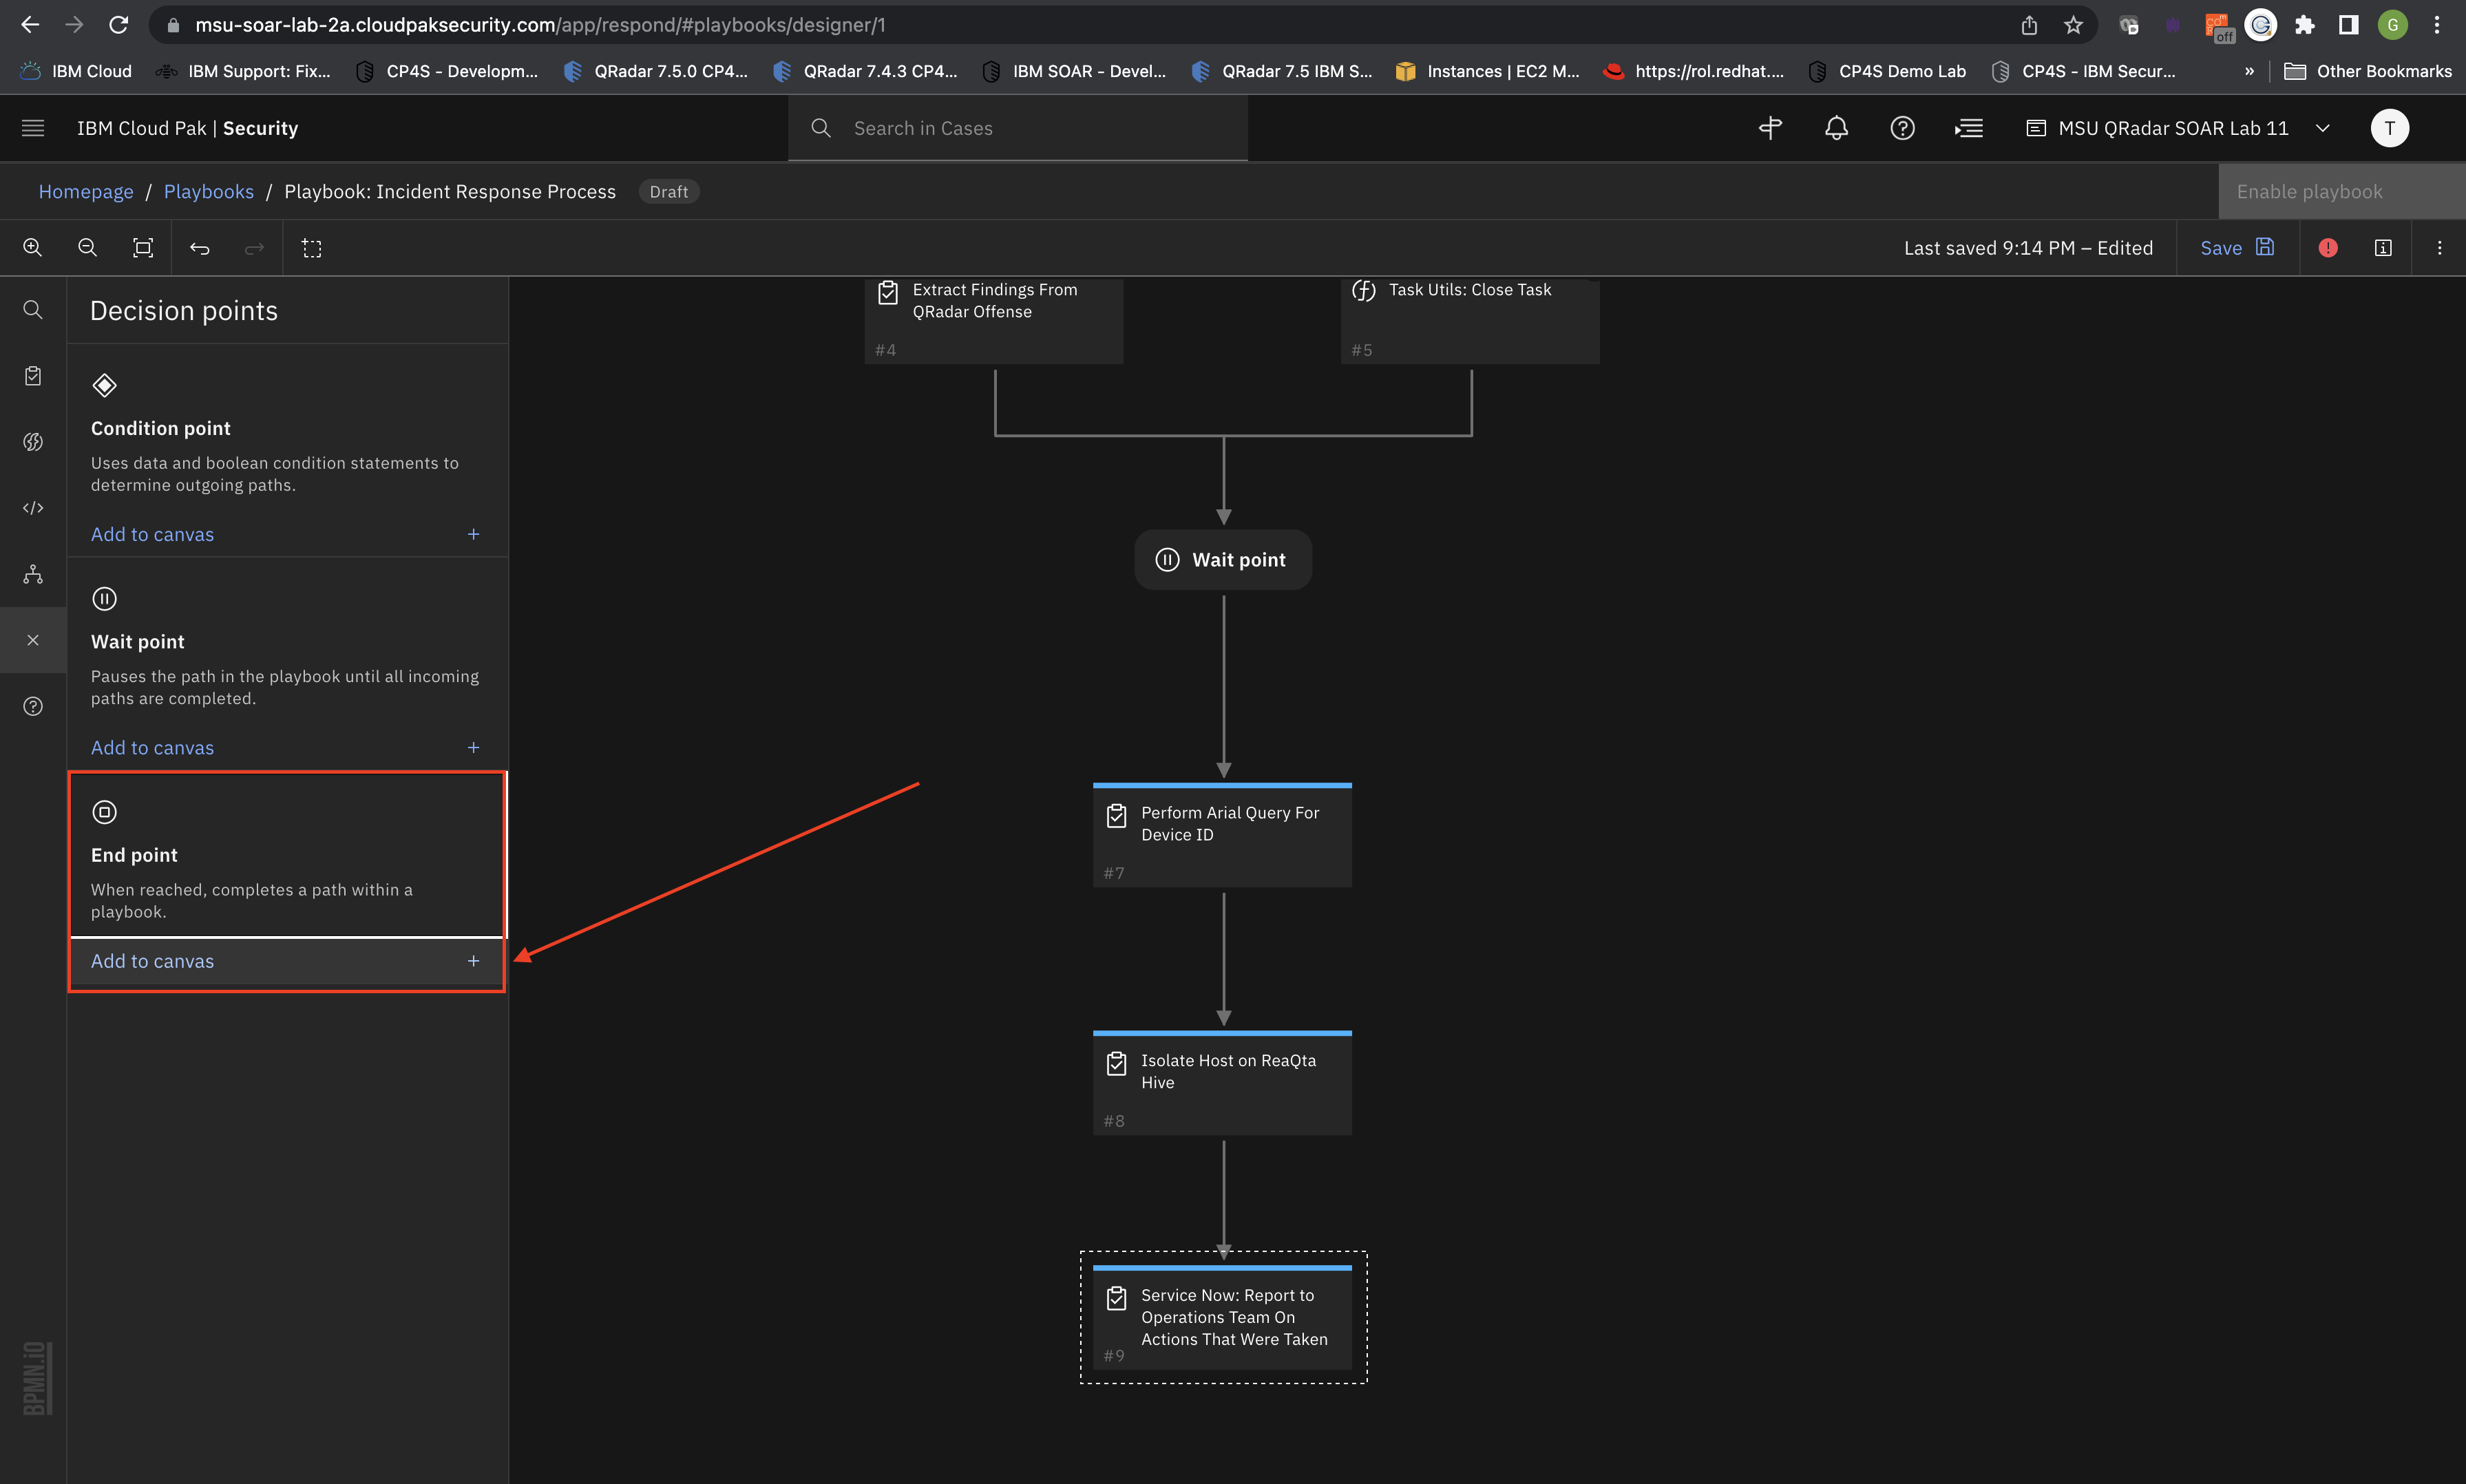 msu-soar-lab-2a.cloudpaksecurity.com/app/respond/#playbooks/designer/1
off
G
IBM Cloud
IBM Support: Fix...
CP4S - Developm...
QRadar 7.5.0 CP4...
QRadar 7.4.3 CP4...
IBM SOAR - Devel...
QRadar 7.5 IBM S...
Instances | EC2 M...
https://rol.redhat....
CP4S Demo Lab
CP4S - IBM Secur...
»
Other Bookmarks
IBM Cloud Pak | Security
Search in Cases
MSU QRadar SOAR Lab 11
T
Homepage / Playbooks / Playbook: Incident Response Process
Draft
Enable playbook
Last saved 9:14 PM – Edited
Save
Decision points
Condition point
Uses data and boolean condition statements to
determine outgoing paths.
Add to canvas +
Wait point
Pauses the path in the playbook until all incoming
paths are completed.
Add to canvas +
End point
When reached, completes a path within a
playbook.
Add to canvas +
BPMN.iO
Extract Findings From
QRadar Offense
#4
Task Utils: Close Task
#5
Wait point
Perform Arial Query For
Device ID
#7
Isolate Host on ReaQta
Hive
#8
Service Now: Report to
Operations Team On
Actions That Were Taken
#9